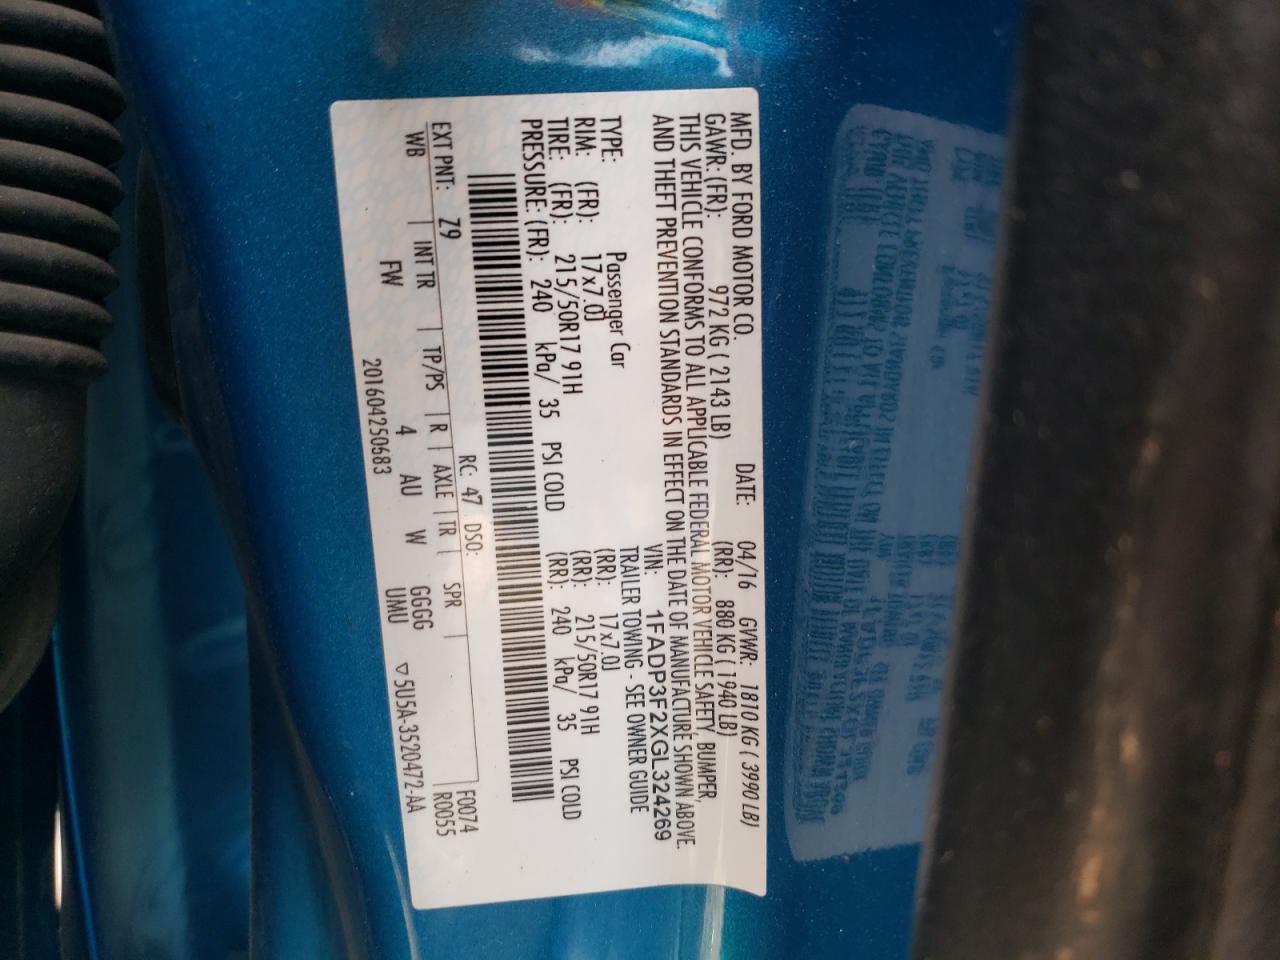 MFD. BY FORD MOTOR CO. DATE: 04/16 GVWR: 1810 KG ( 3990 LB)
GAWR: (FR): 972 KG ( 2143 LB) (RR): 880 KG ( 1940 LB)
THIS VEHICLE CONFORMS TO ALL APPLICABLE FEDERAL MOTOR VEHICLE SAFETY, BUMPER,
AND THEFT PREVENTION STANDARDS IN EFFECT ON THE DATE OF MANUFACTURE SHOWN ABOVE.
VIN: 1FADP3F2XGL324269
TYPE: Passenger Car TRAILER TOWING - SEE OWNER GUIDE
RIM: (FR): 17x7.0J (RR): 17x7.0J
TIRE: (FR): 215/50R17 91H (RR): 215/50R17 91H
PRESSURE: (FR): 240 kPa/ 35 PSI COLD (RR): 240 kPa/ 35 PSI COLD
F0074
R0055
EXT PNT: Z9 RC: 47 DSO:
WB INT TR TP/PS R AXLE TR SPR
FW 4 AU W GGGG
UMU
201604250683 ▽5U5A-3520472-AA